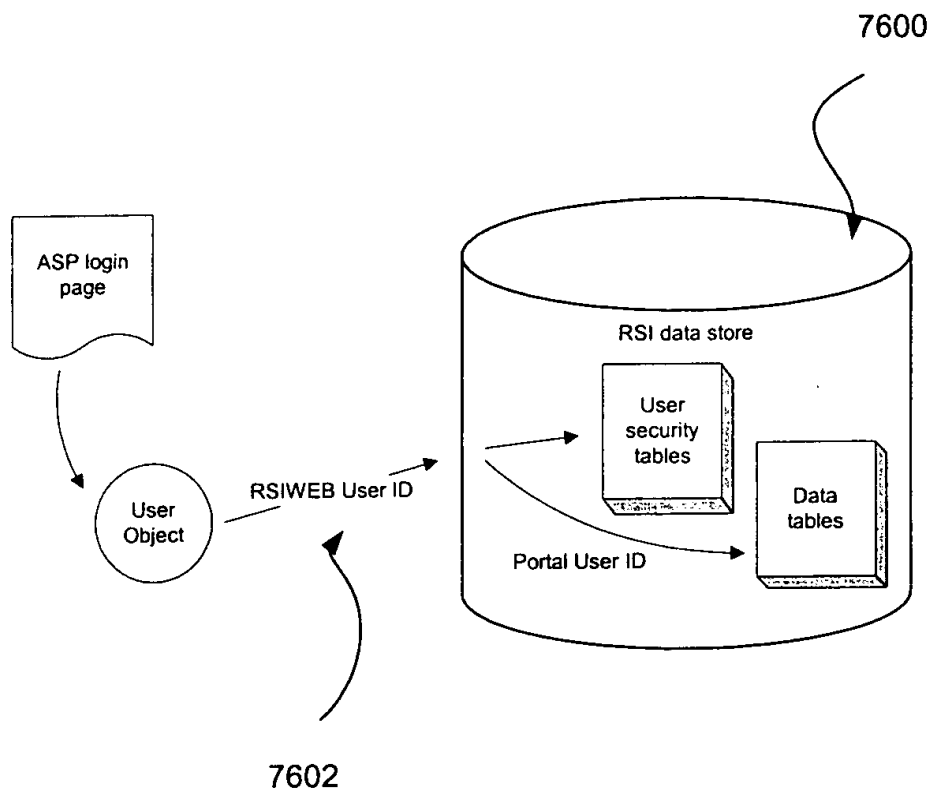 7600
ASP login
page
RSI data store
User
security
tables
RSIWEB User ID
User
Object
Data
tables
Portal User ID
7602